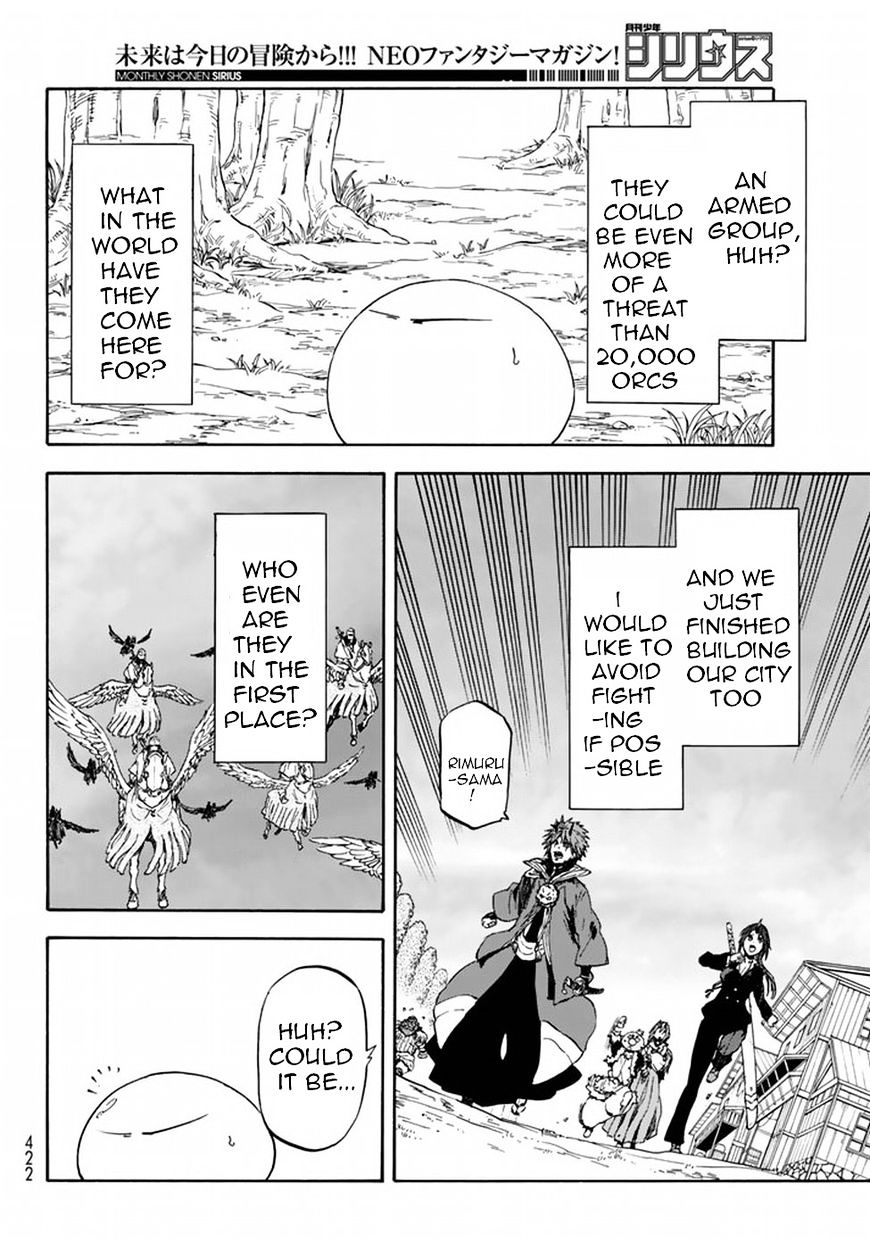 未来は今日の冒険から!!! NEOファンタジーマガジン!
月刊少年
シリウス
MONTHLY SHONEN SIRIUS
AN
ARMED
GROUP,
HUH?
THEY
COULD
BE EVEN
MORE
OF A
THREAT
THAN
20,000
ORCS
WHAT
IN THE
WORLD
HAVE
THEY
COME
HERE
FOR?
AND WE
JUST
FINISHED
BUILDING
OUR CITY
TOO
I
WOULD
LIKE TO
AVOID
FIGHT
-ING
IF POS
-SIBLE
RIMURU
-SAMA
!
WHO
EVEN
ARE
THEY
IN THE
FIRST
PLACE?
HUH?
COULD
IT BE...
422